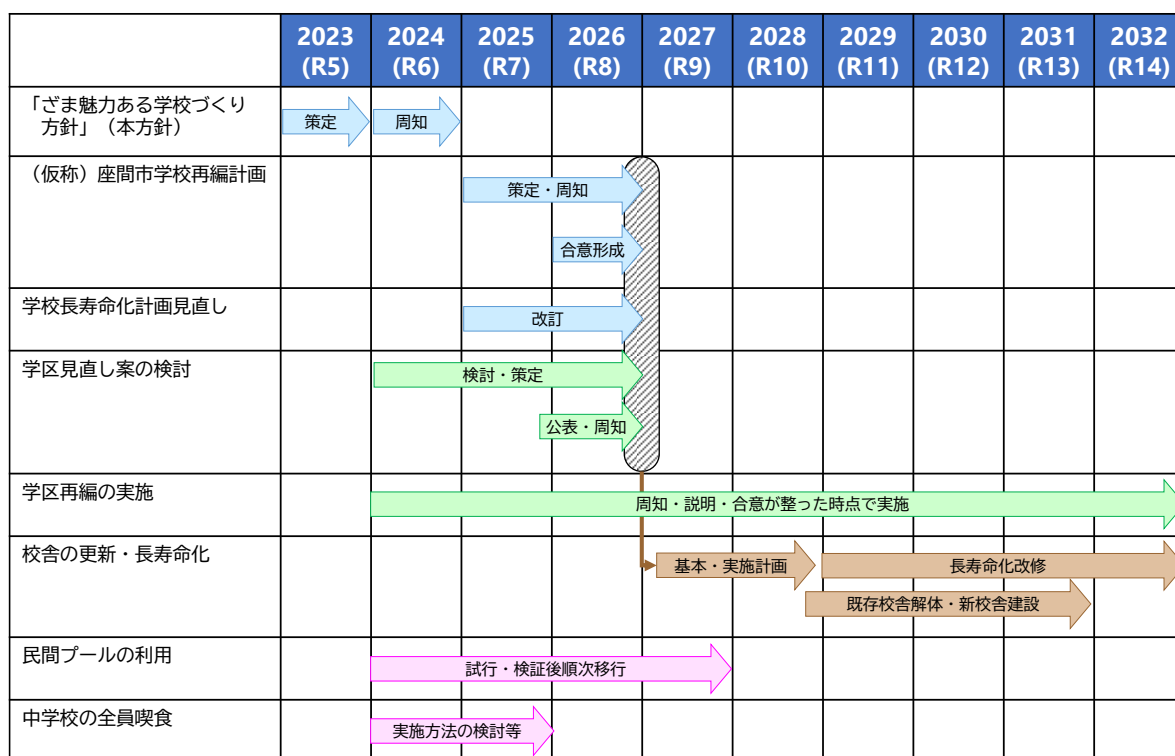 2023 2024 2025 2026 2027 2028 2029 2030 2031 2032
(R5) (R6) (R7) (R8) (R9) (R10) (R11) (R12) (R13) (R14)
「ざま魅力ある学校づくり
方針」（本方針）
策定 周知
（仮称）座間市学校再編計画
策定・周知
合意形成
学校長寿命化計画見直し
改訂
学区見直し案の検討
検討・策定
公表・周知
学区再編の実施
周知・説明・合意が整った時点で実施
校舎の更新・長寿命化
基本・実施計画 長寿命化改修
既存校舎解体・新校舎建設
民間プールの利用
試行・検証後順次移行
中学校の全員喫食
実施方法の検討等